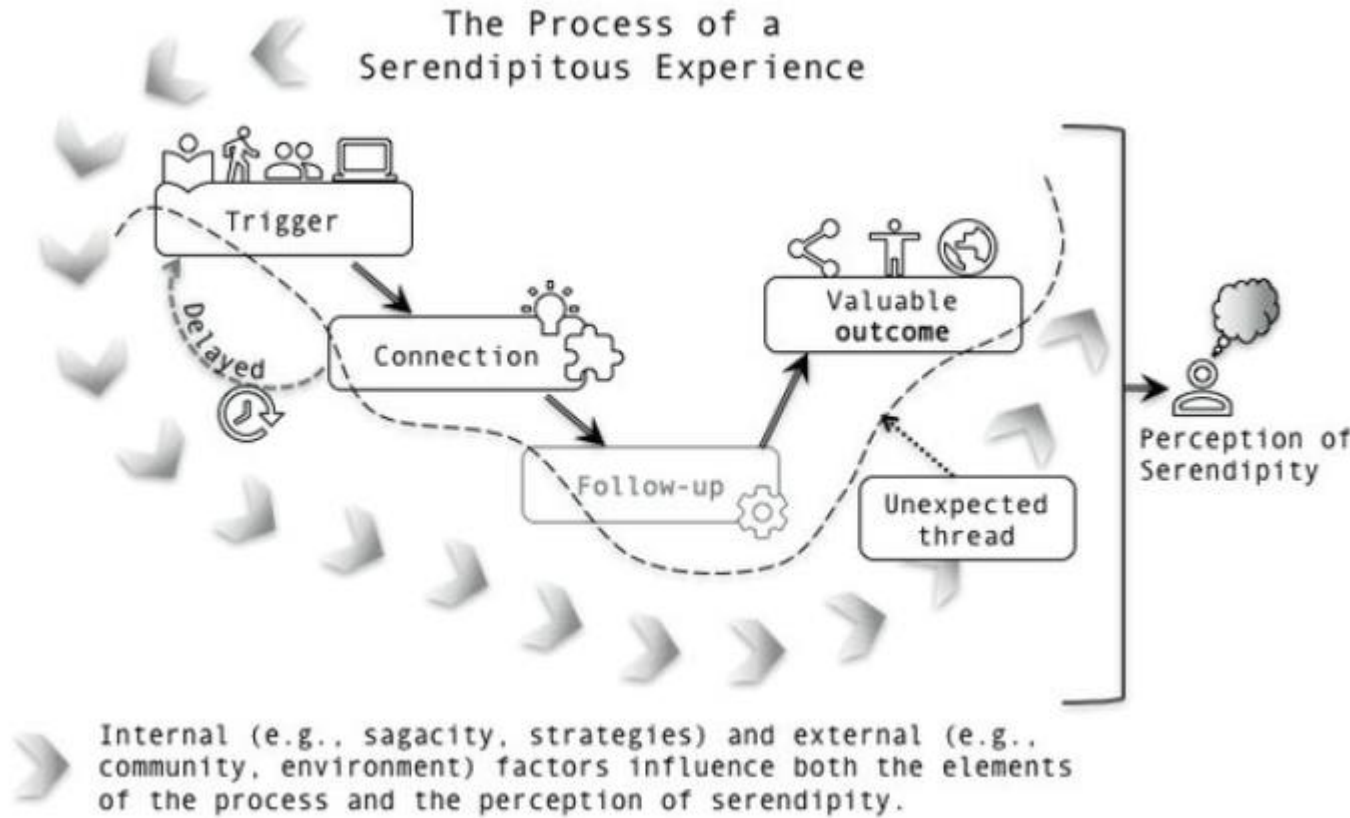 The Process of a
Serendipitous Experience
Trigger
Delayed
Connection
Follow-up
Valuable
outcome
Unexpected
thread
Perception of
Serendipity
Internal (e.g., sagacity, strategies) and external (e.g.,
community, environment) factors influence both the elements
of the process and the perception of serendipity.